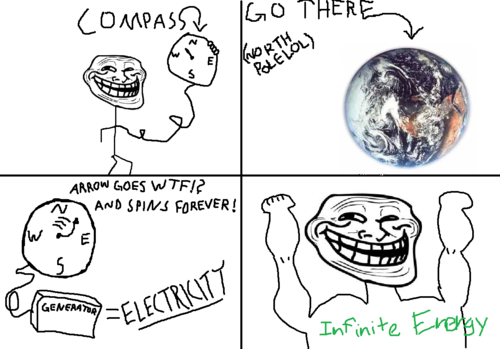 COMPASS
N
W E
S
GO THERE
(NORTH
POLE LOL)
ARROW GOES WTF!?
AND SPINS FOREVER!
N
W E
S
GENERATOR
=ELECTRICITY
Infinite Energy